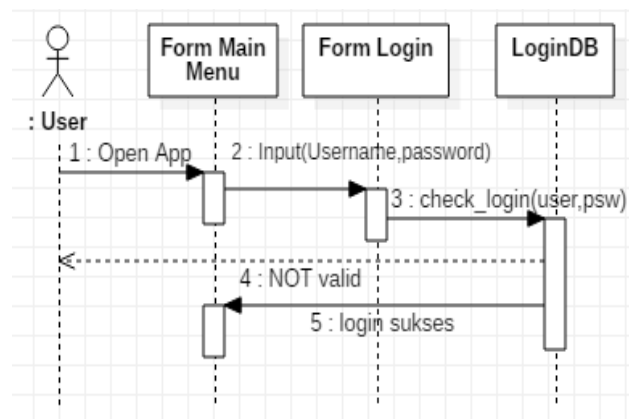 Form Main
Menu
Form Login
LoginDB
: User
1 : Open App
2 : Input(Username,password)
3 : check_login(user,psw)
4 : NOT valid
5 : login sukses